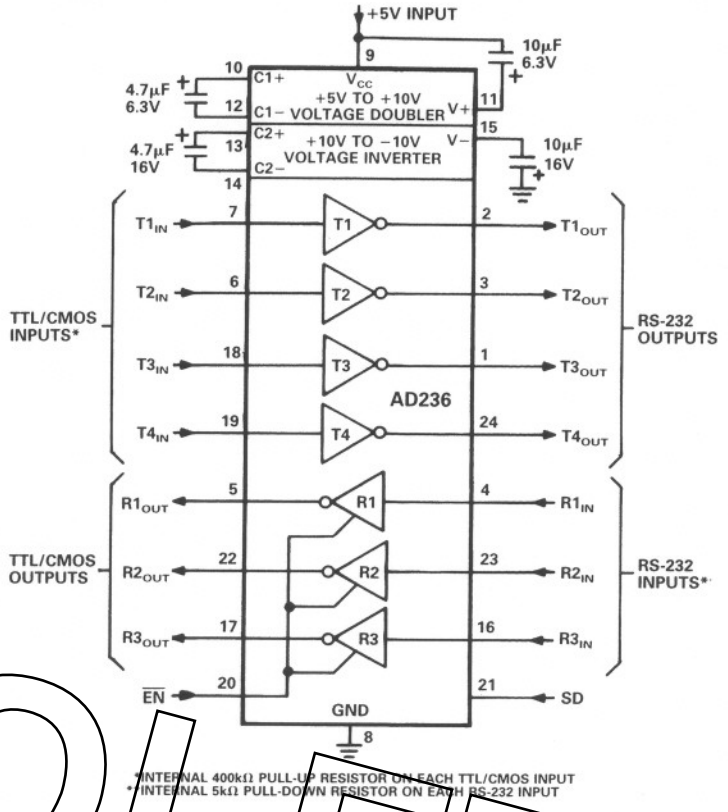 +5V INPUT
9
10µF
6.3V
+
10
C1+
VCC
+
4.7µF
6.3V
+5V TO +10V
VOLTAGE DOUBLER
V+
11
12
C1−
+
4.7µF
16V
C2+
13
+10V TO −10V
VOLTAGE INVERTER
V−
15
10µF
16V
+
C2−
14
T1IN
7
T1
2
T1OUT
T2IN
6
T2
3
T2OUT
TTL/CMOS
INPUTS*
RS-232
OUTPUTS
T3IN
18
T3
1
T3OUT
AD236
T4IN
19
T4
24
T4OUT
R1OUT
5
R1
4
R1IN
TTL/CMOS
OUTPUTS
R2OUT
22
R2
23
R2IN
RS-232
INPUTS**
R3OUT
17
R3
16
R3IN
EN
20
21
SD
GND
8
*INTERNAL 400kΩ PULL-UP RESISTOR ON EACH TTL/CMOS INPUT
**INTERNAL 5kΩ PULL-DOWN RESISTOR ON EACH RS-232 INPUT